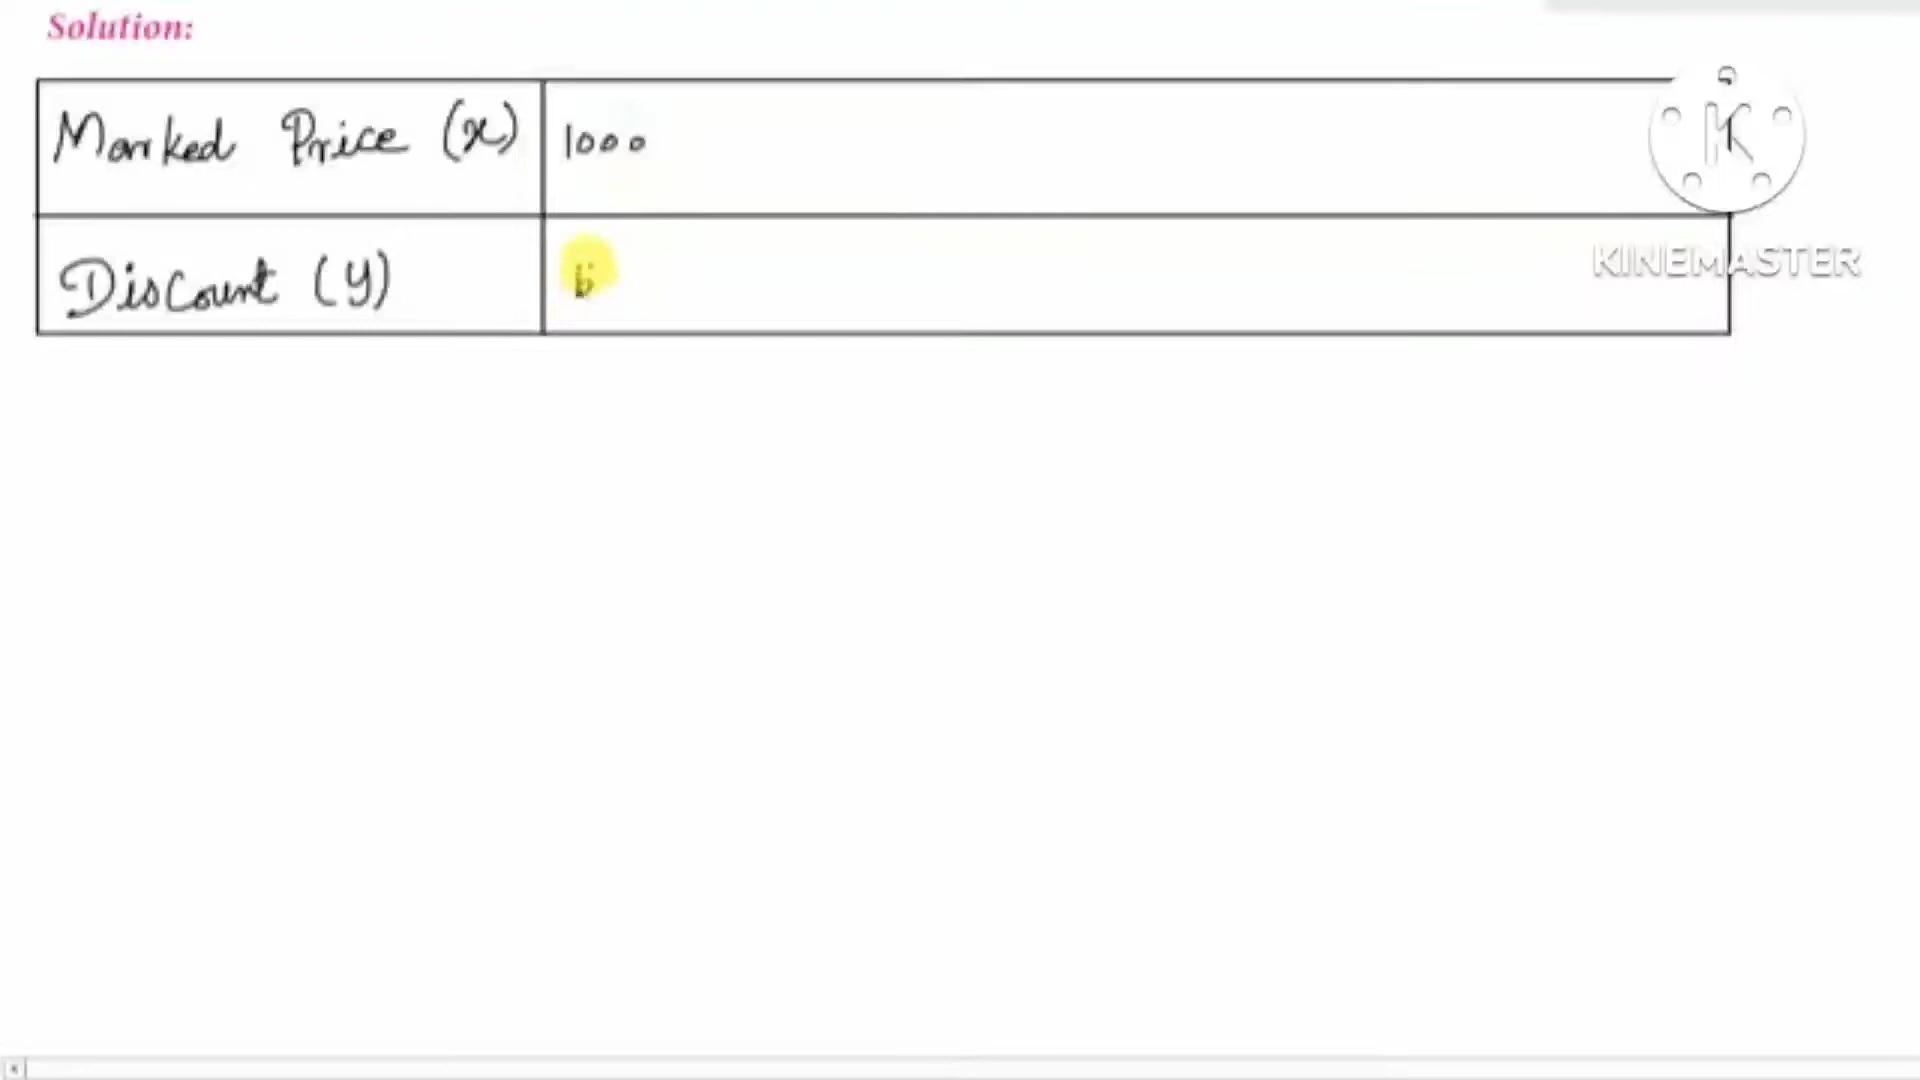 Solution:
Marked Price (x) 1000
Discount (y)
K
KINEMASTER